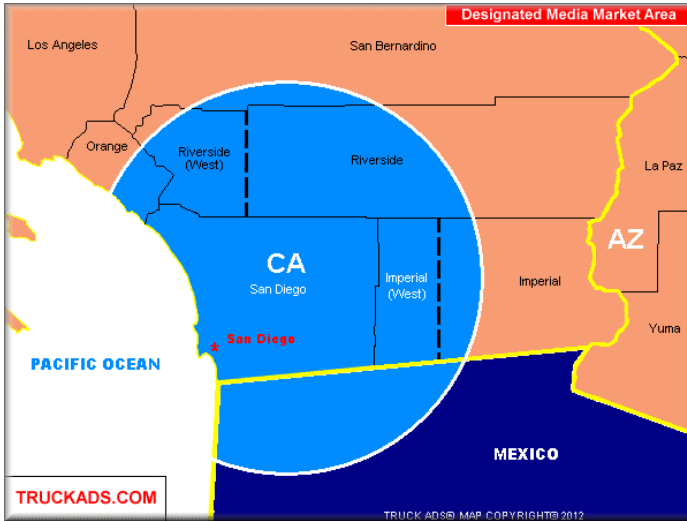 Designated Media Market Area
Los Angeles
San Bernardino
Orange
Riverside
(West)
Riverside
La Paz
CA
San Diego
Imperial
(West)
Imperial
AZ
* San Diego
Yuma
PACIFIC OCEAN
MEXICO
TRUCKADS.COM
TRUCK ADS® MAP COPYRIGHT© 2012